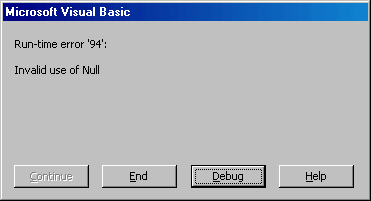 Microsoft Visual Basic
Run-time error '94':
Invalid use of Null
Continue
End
Debug
Help